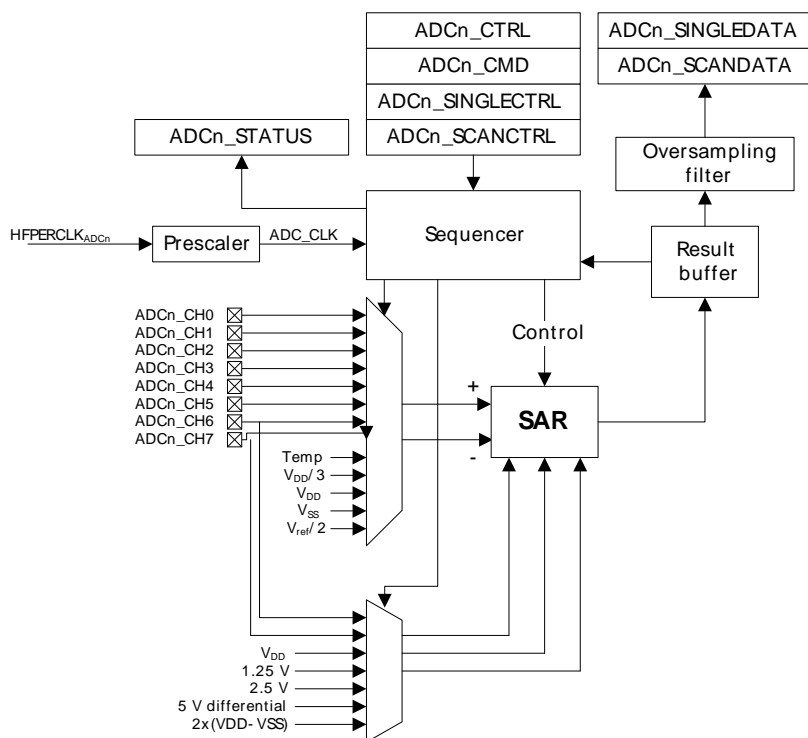 ADCn_CTRL
ADCn_CMD
ADCn_SINGLECTRL
ADCn_SCANCTRL
ADCn_SINGLEDATA
ADCn_SCANDATA
ADCn_STATUS
Oversampling
filter
HFPERCLKADCn
Prescaler
ADC_CLK
Sequencer
Result
buffer
ADCn_CH0
ADCn_CH1
ADCn_CH2
ADCn_CH3
ADCn_CH4
ADCn_CH5
ADCn_CH6
ADCn_CH7
Control
+
SAR
-
Temp
VDD/3
VDD
VSS
Vref/2
VDD
1.25 V
2.5 V
5 V differential
2x(VDD-VSS)